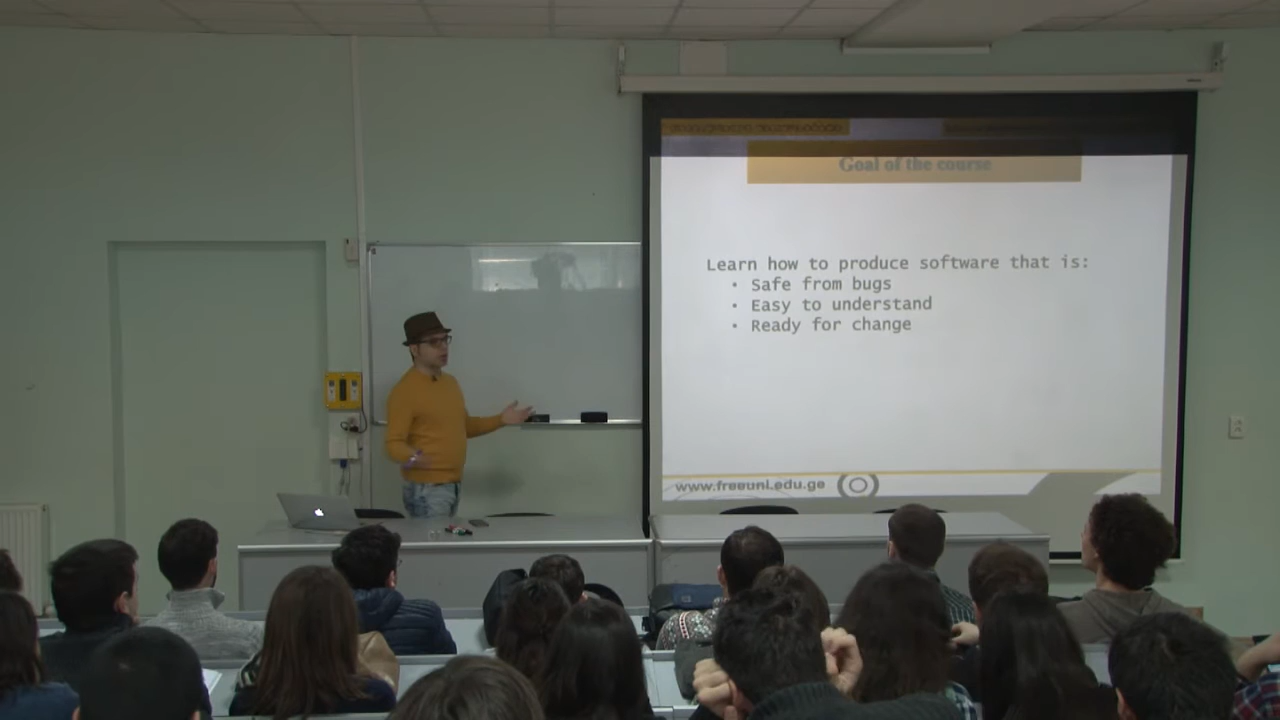 Goal of the course
Learn how to produce software that is:
• Safe from bugs
• Easy to understand
• Ready for change
www.freeuni.edu.ge